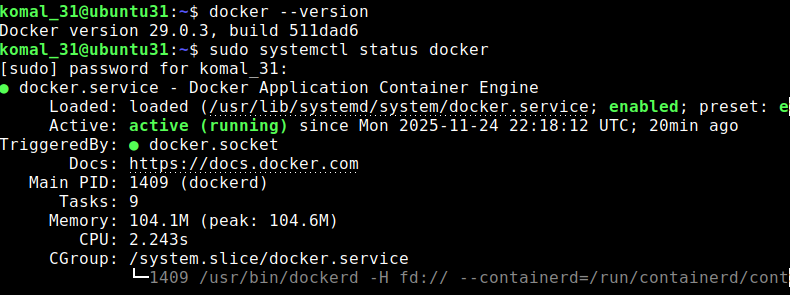 komal_31@ubuntu31:~$ docker --version
Docker version 29.0.3, build 511dad6
komal_31@ubuntu31:~$ sudo systemctl status docker
[sudo] password for komal_31:
● docker.service - Docker Application Container Engine
     Loaded: loaded (/usr/lib/systemd/system/docker.service; enabled; preset: e
     Active: active (running) since Mon 2025-11-24 22:18:12 UTC; 20min ago
TriggeredBy: ● docker.socket
       Docs: https://docs.docker.com
   Main PID: 1409 (dockerd)
      Tasks: 9
     Memory: 104.1M (peak: 104.6M)
        CPU: 2.243s
     CGroup: /system.slice/docker.service
             └─1409 /usr/bin/dockerd -H fd:// --containerd=/run/containerd/cont